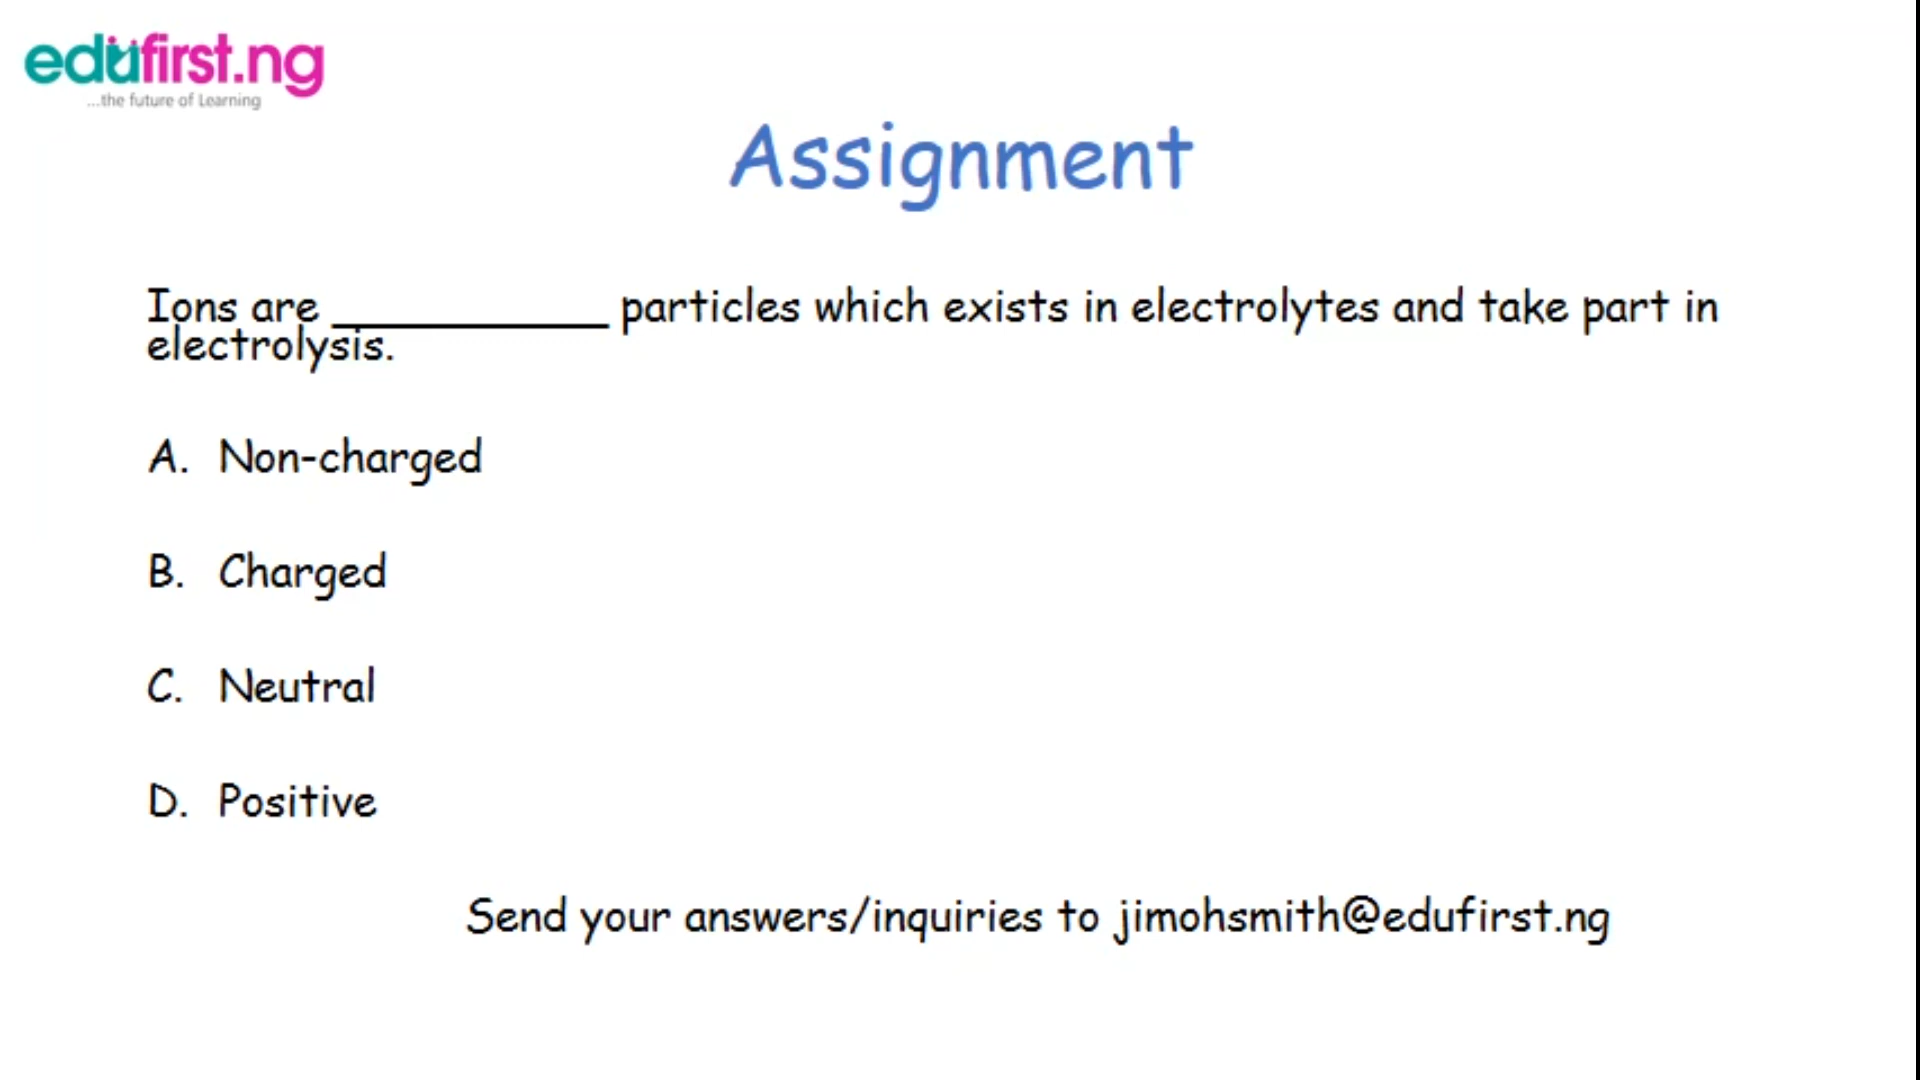 edufirst.ng
...the future of Learning
Assignment
Ions are __________ particles which exists in electrolytes and take part in
electrolysis.
A. Non-charged
B. Charged
C. Neutral
D. Positive
Send your answers/inquiries to jimohsmith@edufirst.ng